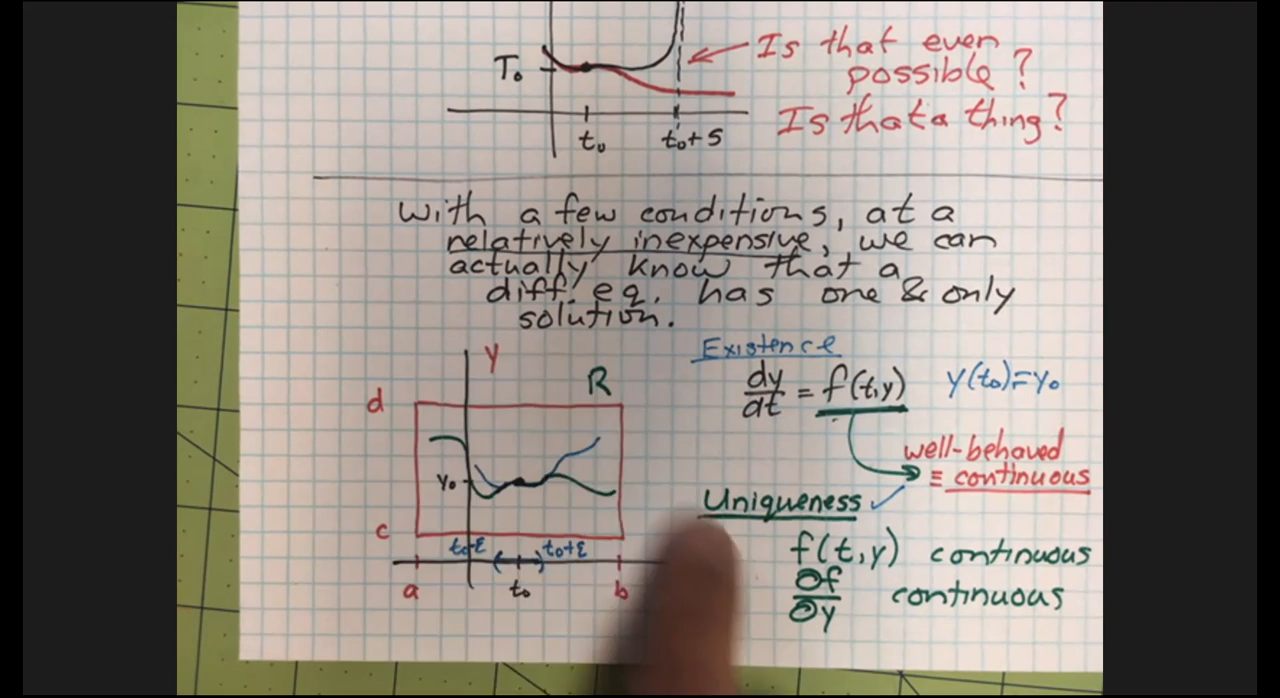 Is that even
possible?
T₀
Is that a thing?
t₀
t₀+5
With a few conditions, at a
relatively inexpensive, we can
actually know that a
diff. eq. has one & only
solution.
Existence
y
R
dy/dt = f(t,y) y(t₀)=y₀
d
well-behaved
≡ continuous
y₀
Uniqueness ✓
c
t₀-ε
t₀+ε
f(t,y) continuous
a
t₀
b
∂f/∂y continuous